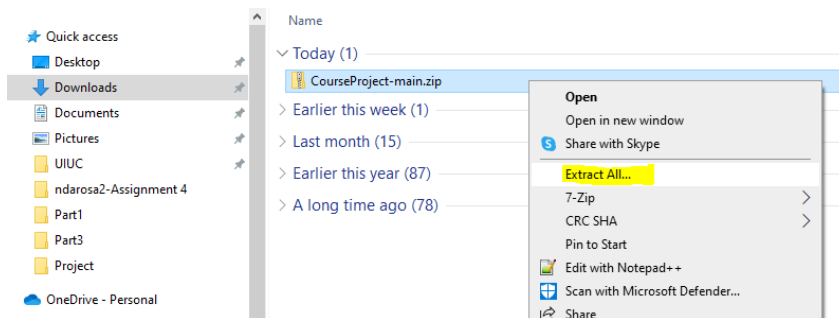 Quick access
Desktop
Downloads
Documents
Pictures
UIUC
ndarosa2-Assignment 4
Part1
Part3
Project
OneDrive - Personal
Name
Today (1)
CourseProject-main.zip
Earlier this week (1)
Last month (15)
Earlier this year (87)
A long time ago (78)
Open
Open in new window
Share with Skype
Extract All...
7-Zip
CRC SHA
Pin to Start
Edit with Notepad++
Scan with Microsoft Defender...
Share